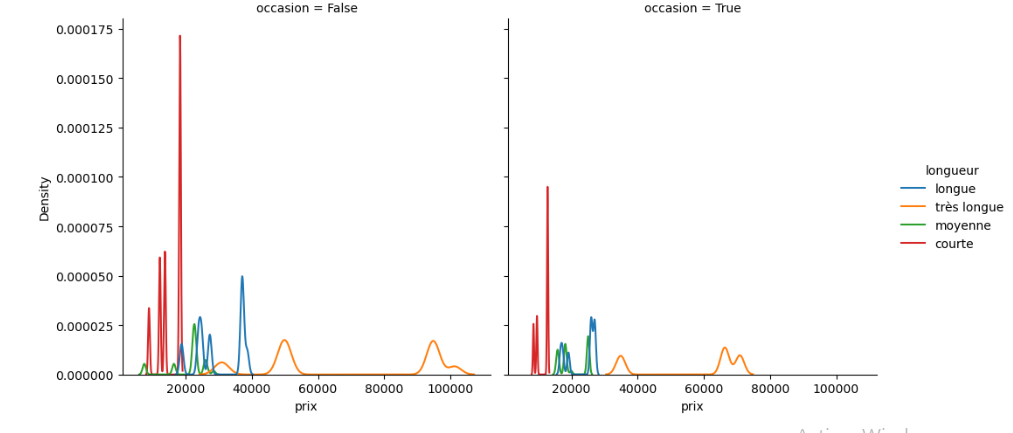 occasion = False
occasion = True
0.000175
0.000150
0.000125
0.000100
0.000075
0.000050
0.000025
0.000000
Density
20000 40000 60000 80000 100000
prix
20000 40000 60000 80000 100000
prix
longueur
longue
très longue
moyenne
courte